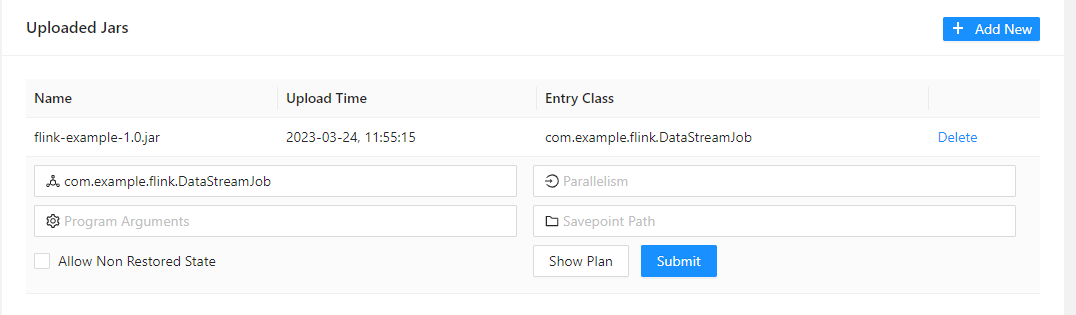 Uploaded Jars
+ Add New
Name Upload Time Entry Class
flink-example-1.0.jar 2023-03-24, 11:55:15 com.example.flink.DataStreamJob Delete
com.example.flink.DataStreamJob Parallelism
Program Arguments Savepoint Path
Allow Non Restored State Show Plan Submit